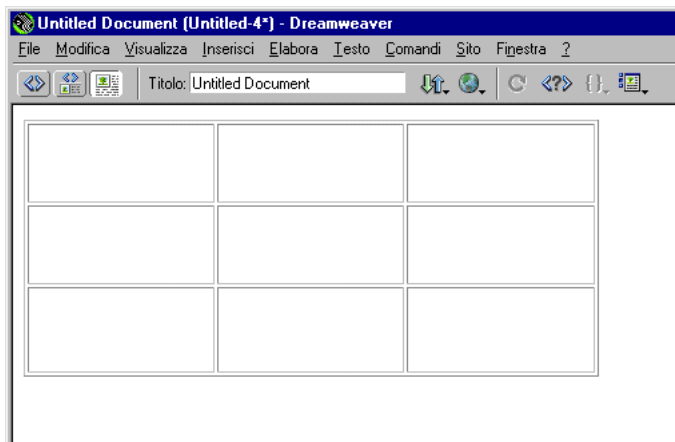 Untitled Document (Untitled-4*) - Dreamweaver
File Modifica Visualizza Inserisci Elabora Testo Comandi Sito Finestra ?
Titolo: Untitled Document